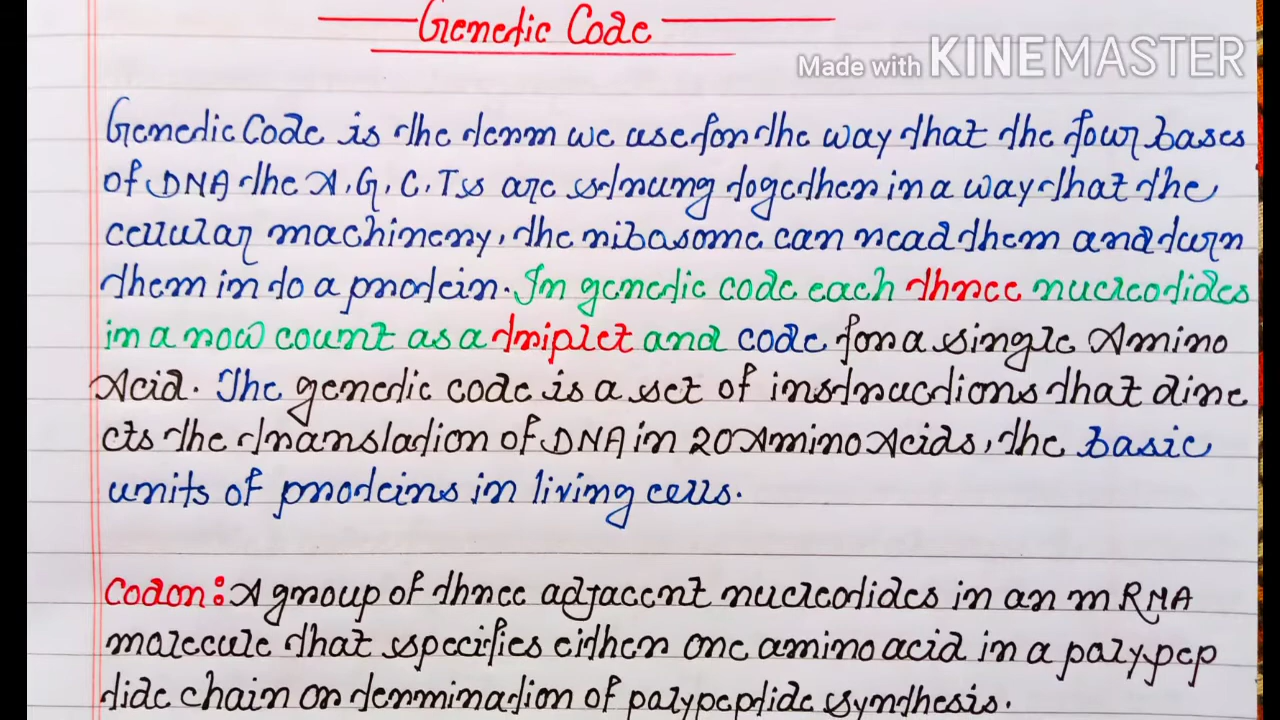 Genetic Code
Made with KINEMASTER
Genetic Code is the term we use for the way that the four bases
of DNA the A, G, C, Ts are strung together in a way that the
cellular machinery, the ribosome can read them and turn
them in to a protein. In genetic code each three nucleotides
in a row count as a triplet and code for a single Amino
Acid. The genetic code is a set of instructions that dire
cts the translation of DNA in 20 Amino Acids, the basic
units of proteins in living cells.
Codon: A group of three adjacent nucleotides in an mRNA
molecule that specifies either one amino acid in a polypep
tide chain or termination of polypeptide synthesis.